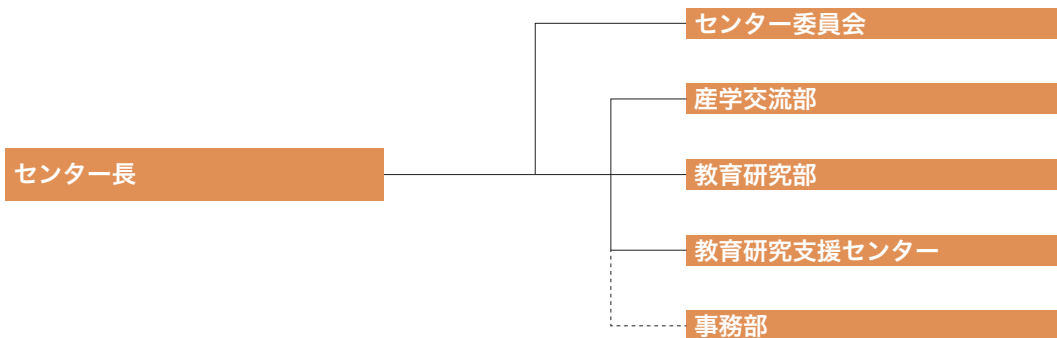 センター委員会
産学交流部
センター長
教育研究部
教育研究支援センター
事務部